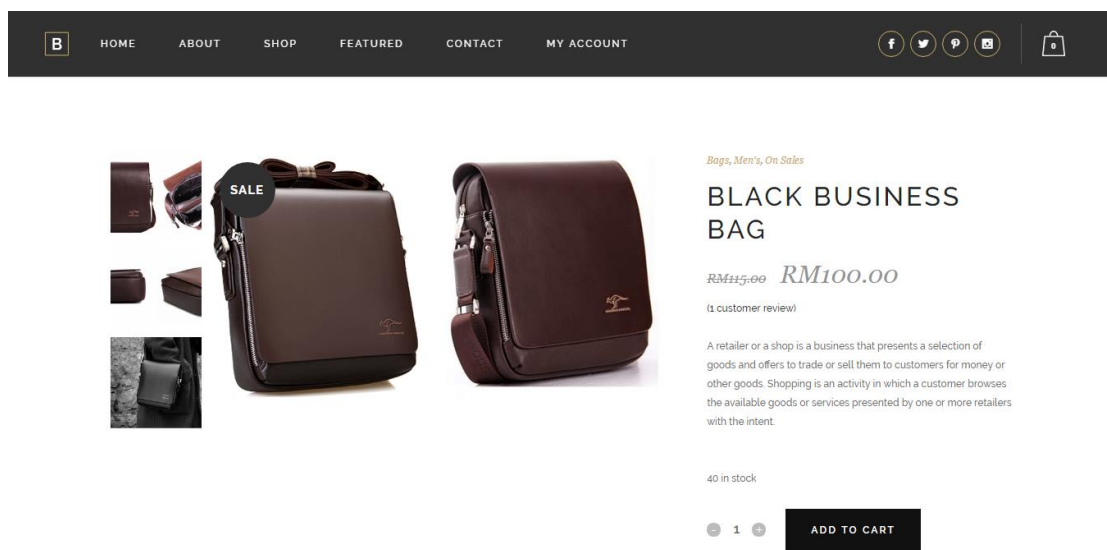 B HOME ABOUT SHOP FEATURED CONTACT MY ACCOUNT 0
Bags, Men's, On Sales
SALE
BLACK BUSINESS
BAG
RM115.00 RM100.00
(1 customer review)
A retailer or a shop is a business that presents a selection of
goods and offers to trade or sell them to customers for money or
other goods. Shopping is an activity in which a customer browses
the available goods or services presented by one or more retailers
with the intent.
40 in stock
- 1 + ADD TO CART